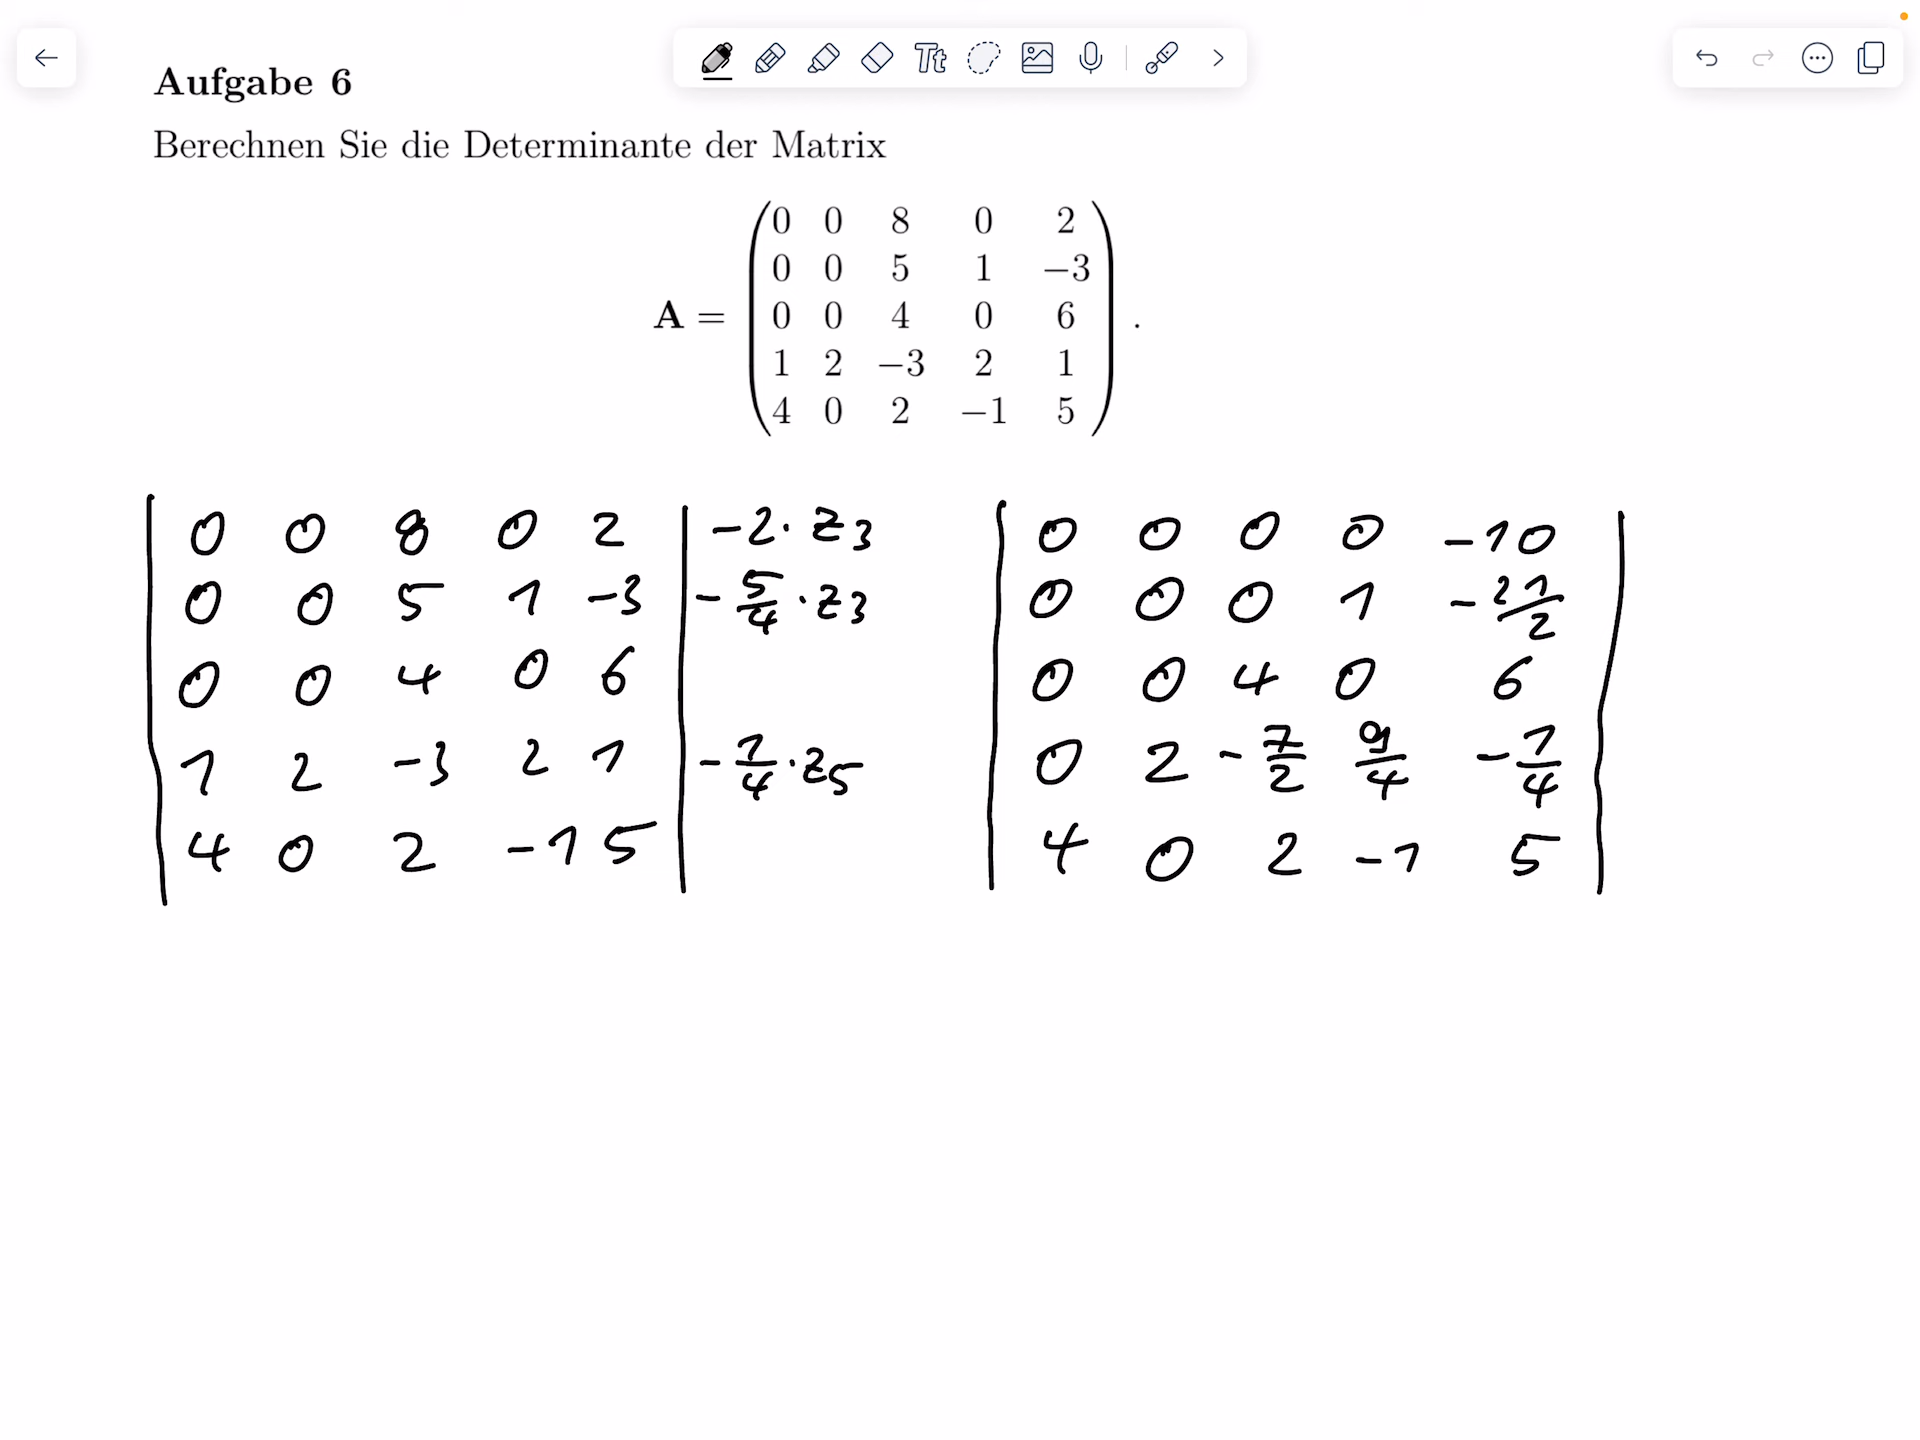 Tt
Aufgabe 6
Berechnen Sie die Determinante der Matrix
0 0 8 0 2
0 0 5 1 −3
A = 0 0 4 0 6 .
1 2 −3 2 1
4 0 2 −1 5
| 0 0 8 0 2 | -2·Z3 | 0 0 0 0 -10 |
| 0 0 5 1 -3 | -5/4·Z3 | 0 0 0 1 -21/2 |
| 0 0 4 0 6 | | 0 0 4 0 6 |
| 1 2 -3 2 1 | -1/4·Z5 | 0 2 -7/2 9/4 -1/4 |
| 4 0 2 -1 5 | | 4 0 2 -1 5 |